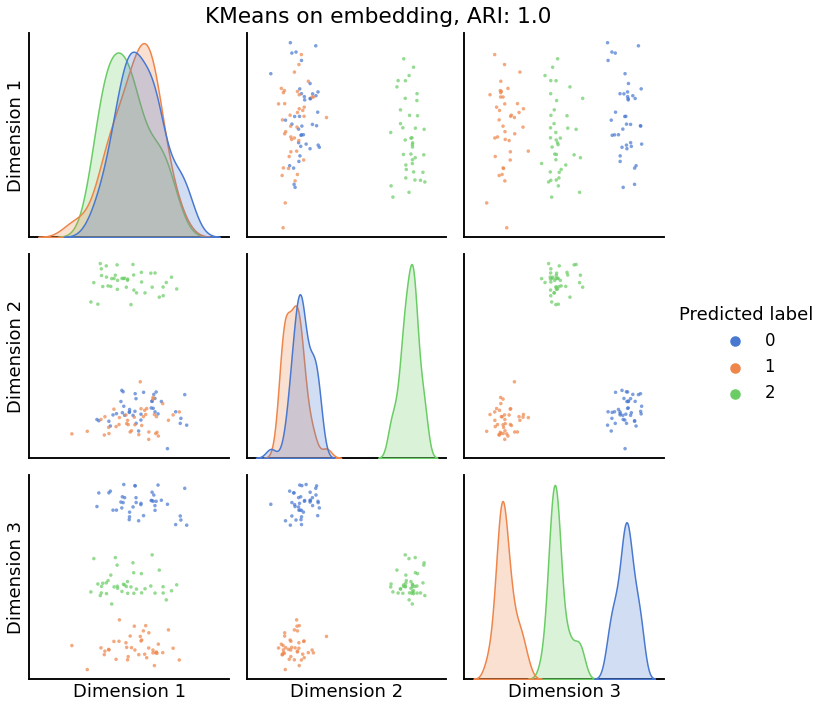 KMeans on embedding, ARI: 1.0
Dimension 1
Dimension 2
Dimension 3
Predicted label
0
1
2
Dimension 1
Dimension 2
Dimension 3